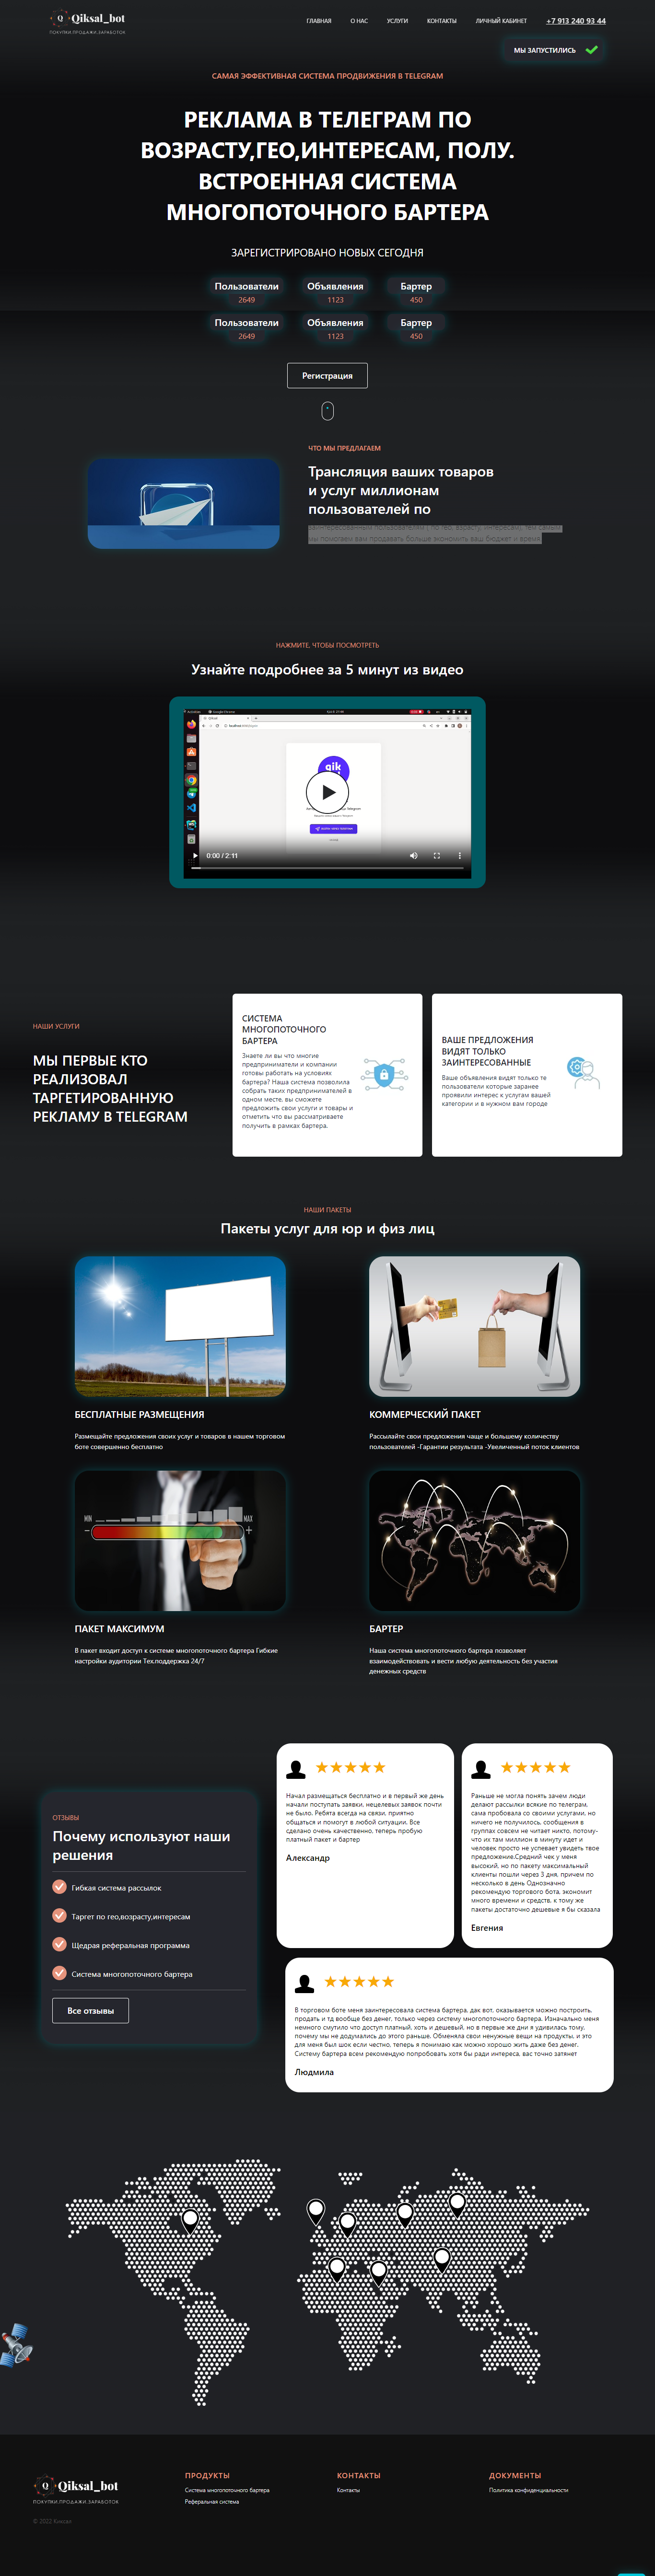 Qiksal_bot
ПОКУПКИ.ПРОДАЖИ.ЗАРАБОТОК
ГЛАВНАЯ О НАС УСЛУГИ КОНТАКТЫ ЛИЧНЫЙ КАБИНЕТ +7 913 240 93 44
МЫ ЗАПУСТИЛИСЬ
САМАЯ ЭФФЕКТИВНАЯ СИСТЕМА ПРОДВИЖЕНИЯ В TELEGRAM
РЕКЛАМА В ТЕЛЕГРАМ ПО
ВОЗРАСТУ,ГЕО,ИНТЕРЕСАМ, ПОЛУ.
ВСТРОЕННАЯ СИСТЕМА
МНОГОПОТОЧНОГО БАРТЕРА
ЗАРЕГИСТРИРОВАНО НОВЫХ СЕГОДНЯ
Пользователи Объявления Бартер
2649 1123 450
Пользователи Объявления Бартер
2649 1123 450
Регистрация
ЧТО МЫ ПРЕДЛАГАЕМ
Трансляция ваших товаров
и услуг миллионам
пользователей по
заинтересованным пользователям ( по гео, взрасту, интересам), тем самым
мы помогаем вам продавать больше экономить ваш бюджет и время.
НАЖМИТЕ, ЧТОБЫ ПОСМОТРЕТЬ
Узнайте подробнее за 5 минут из видео
qik
0:00 / 2:11
НАШИ УСЛУГИ
МЫ ПЕРВЫЕ КТО
РЕАЛИЗОВАЛ
ТАРГЕТИРОВАННУЮ
РЕКЛАМУ В TELEGRAM
СИСТЕМА
МНОГОПОТОЧНОГО
БАРТЕРА
Знаете ли вы что многие
предприниматели и компании
готовы работать на условиях
бартера? Наша система позволила
собрать таких предпринимателей в
одном месте, вы сможете
предложить свои услуги и товары и
отметить что вы рассматриваете
получить в рамках бартера.
ВАШЕ ПРЕДЛОЖЕНИЯ
ВИДЯТ ТОЛЬКО
ЗАИНТЕРЕСОВАННЫЕ
Ваше объявления видят только те
пользователи которые заранее
проявили интерес к услугам вашей
категории и в нужном вам городе
НАШИ ПАКЕТЫ
Пакеты услуг для юр и физ лиц
БЕСПЛАТНЫЕ РАЗМЕЩЕНИЯ
Размещайте предложения своих услуг и товаров в нашем торговом
боте совершенно бесплатно
КОММЕРЧЕСКИЙ ПАКЕТ
Рассылайте свои предложения чаще и большему количеству
пользователей -Гарантии результата -Увеличенный поток клиентов
MIN MAX
ПАКЕТ МАКСИМУМ
В пакет входит доступ к системе многопоточного бартера Гибкие
настройки аудитории Тех.поддержка 24/7
БАРТЕР
Наша система многопоточного бартера позволяет
взаимодействовать и вести любую деятельность без участия
денежных средств
ОТЗЫВЫ
Почему используют наши
решения
Гибкая система рассылок
Таргет по гео,возрасту,интересам
Щедрая реферальная программа
Система многопоточного бартера
Все отзывы
Начал размещаться бесплатно и в первый же день
начали поступать заявки, нецелевых заявок почти
не было. Ребята всегда на связи, приятно
общаться и помогут в любой ситуации. Все
сделано очень качественно, теперь пробую
платный пакет и бартер
Александр
Раньше не могла понять зачем люди
делают рассылки всякие по телеграм,
сама пробовала со своими услугами, но
ничего не получилось, сообщения в
группах совсем не читает никто, потому-
что их там миллион в минуту идет и
человек просто не успевает увидеть твое
предложение.Средний чек у меня
высокий, но по пакету максимальный
клиенты пошли через 3 дня, причем по
несколько в день Однозначно
рекомендую торгового бота, экономит
много времени и средств, к тому же
пакеты достаточно дешевые я бы сказала
Евгения
В торговом боте меня заинтересовала система бартера, дак вот, оказывается можно построить,
продать и тд вообще без денег, только через систему многопоточного бартера. Изначально меня
немного смутило что доступ платный, хоть и дешевый, но в первые же дни я удивилась тому,
почему мы не додумались до этого раньше, Обменяла свои ненужные вещи на продукты, и это
для меня был шок если честно, теперь я понимаю как можно хорошо жить даже без денег.
Систему бартера всем рекомендую попробовать хотя бы ради интереса, вас точно затянет
Людмила
Qiksal_bot
ПОКУПКИ.ПРОДАЖИ.ЗАРАБОТОК
© 2023 Киксал
ПРОДУКТЫ
Система многопоточного бартера
Реферальная система
КОНТАКТЫ
Контакты
ДОКУМЕНТЫ
Политика конфиденциальности